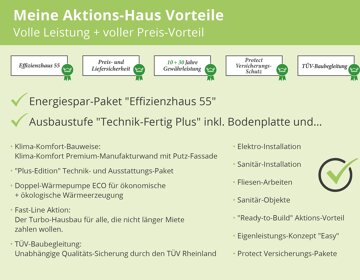 Meine Aktions-Haus Vorteile
Volle Leistung + voller Preis-Vorteil
Effizienzhaus 55
Preis- und
Liefersicherheit
10 + 30 Jahre
Gewährleistung
Protect
Versicherungs-
Schutz
TÜV-Baubegleitung
Energiespar-Paket "Effizienzhaus 55"
Ausbaustufe "Technik-Fertig Plus" inkl. Bodenplatte und...
· Klima-Komfort-Bauweise:
Klima-Komfort Premium-Manufakturwand mit Putz-Fassade
· "Plus-Edition" Technik- und Ausstattungs-Paket
· Doppel-Wärmepumpe ECO für ökonomische
+ ökologische Wärmeerzeugung
· Fast-Line Aktion:
Der Turbo-Hausbau für alle, die nicht länger Miete
zahlen wollen.
· TÜV-Baubegleitung:
Unabhängige Qualitäts-Sicherung durch den TÜV Rheinland
· Elektro-Installation
· Sanitär-Installation
· Fliesen-Arbeiten
· Sanitär-Objekte
· "Ready-to-Build" Aktions-Vorteil
· Eigenleistungs-Konzept "Easy"
· Protect Versicherungs-Pakete